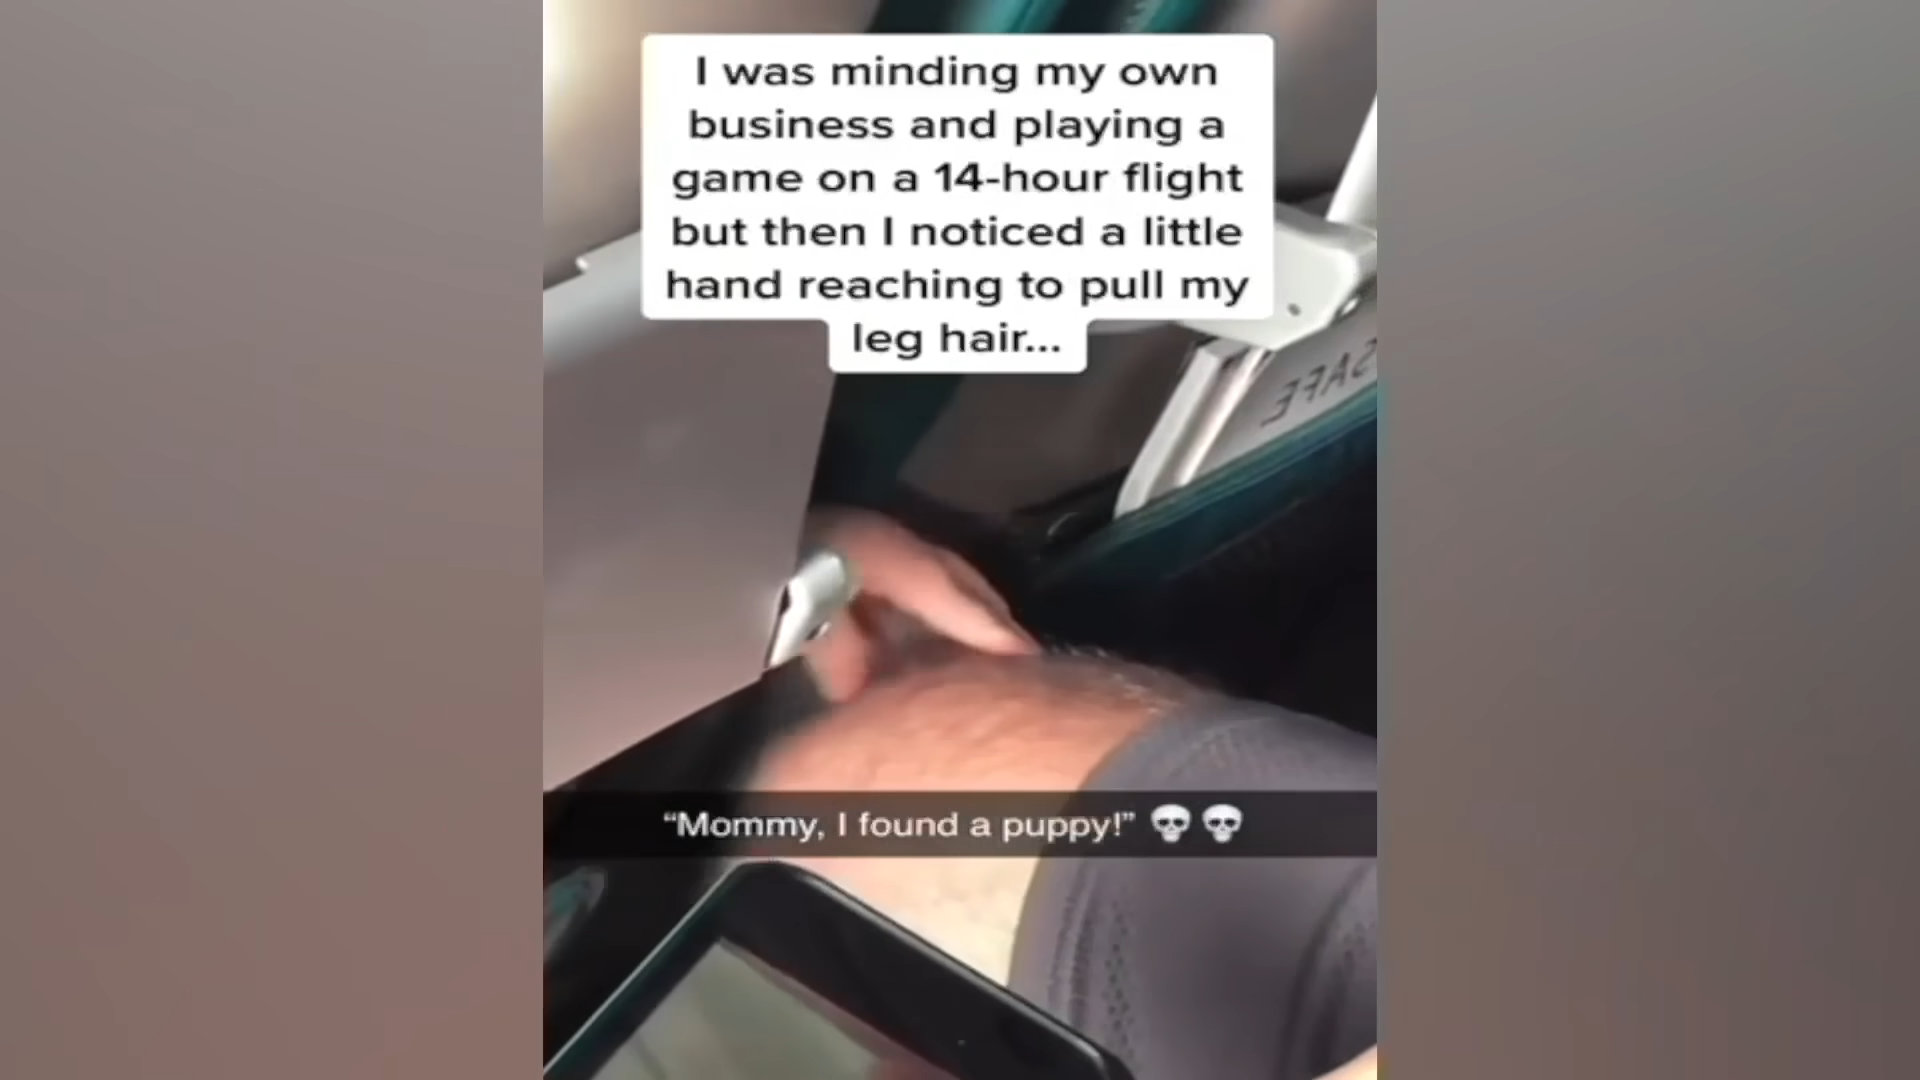 I was minding my own
business and playing a
game on a 14-hour flight
but then I noticed a little
hand reaching to pull my
leg hair...
SAFE
“Mommy, I found a puppy!” 💀💀